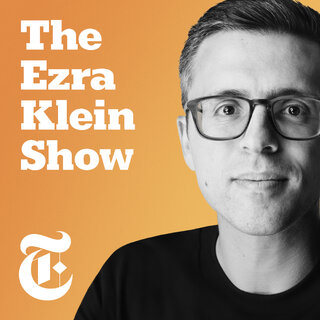 The
Ezra
Klein
Show
T